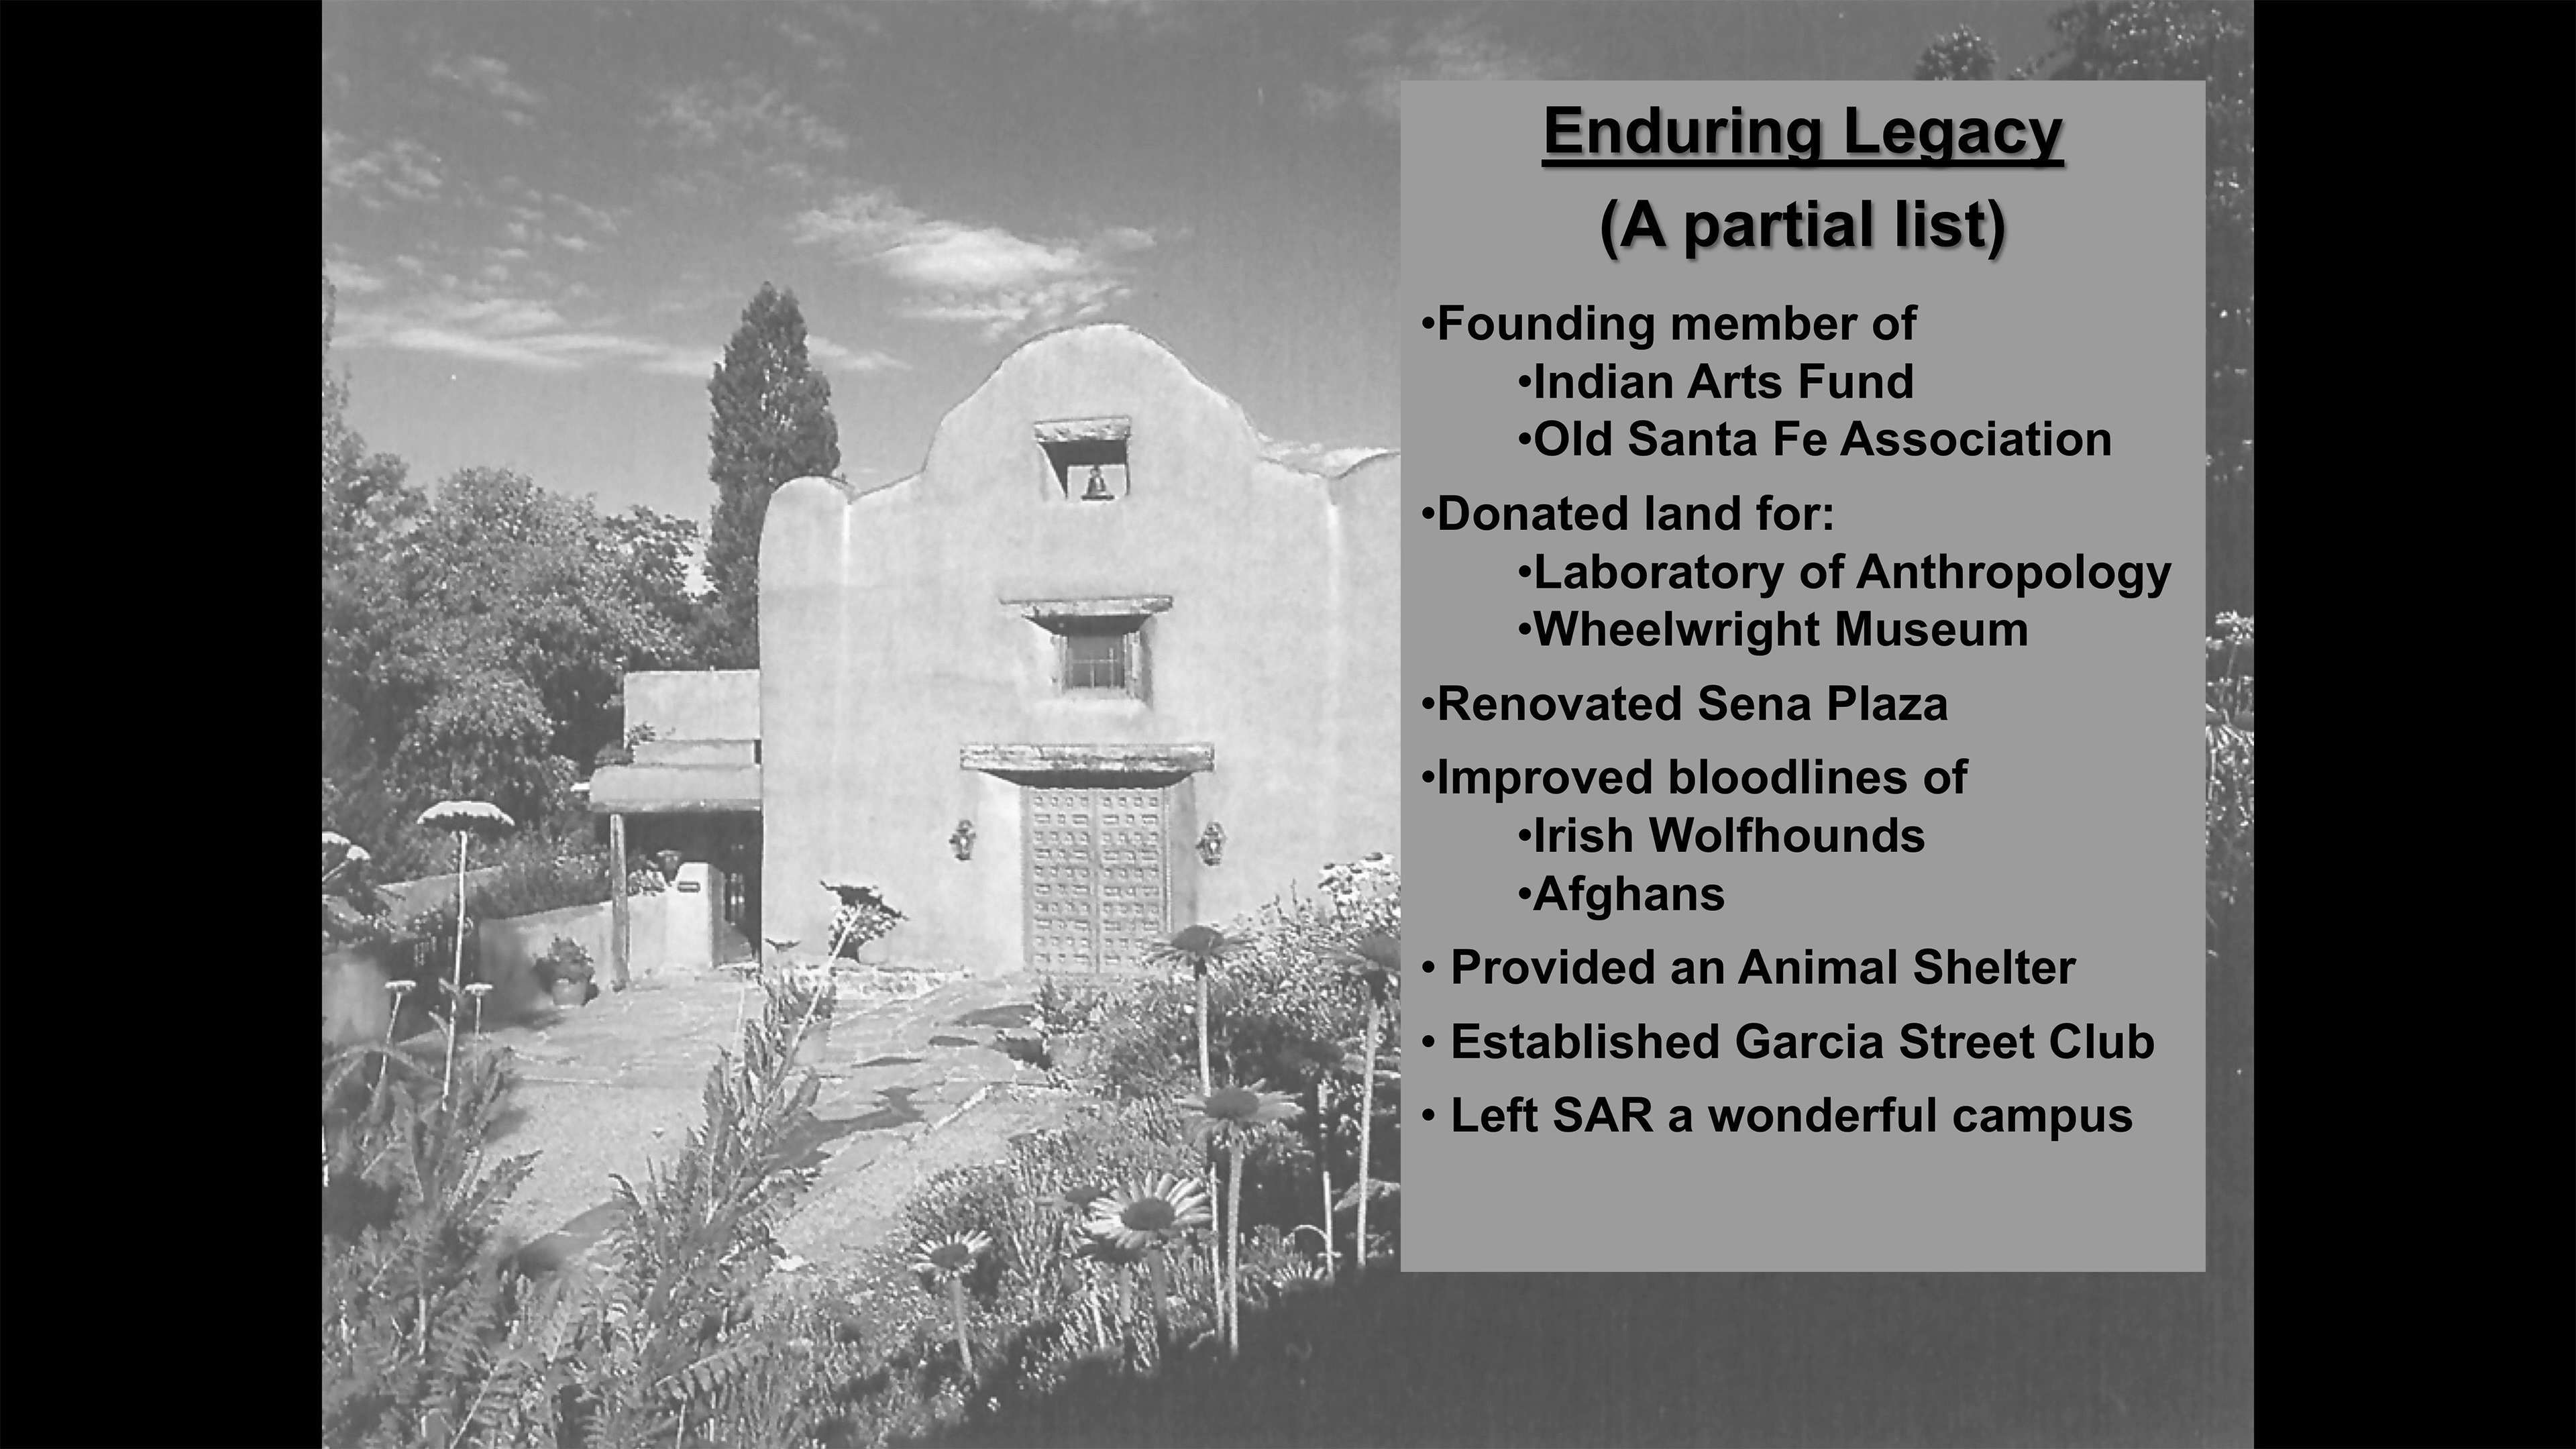 Enduring Legacy
(A partial list)
•Founding member of
•Indian Arts Fund
•Old Santa Fe Association
•Donated land for:
•Laboratory of Anthropology
•Wheelwright Museum
•Renovated Sena Plaza
•Improved bloodlines of
•Irish Wolfhounds
•Afghans
• Provided an Animal Shelter
• Established Garcia Street Club
• Left SAR a wonderful campus